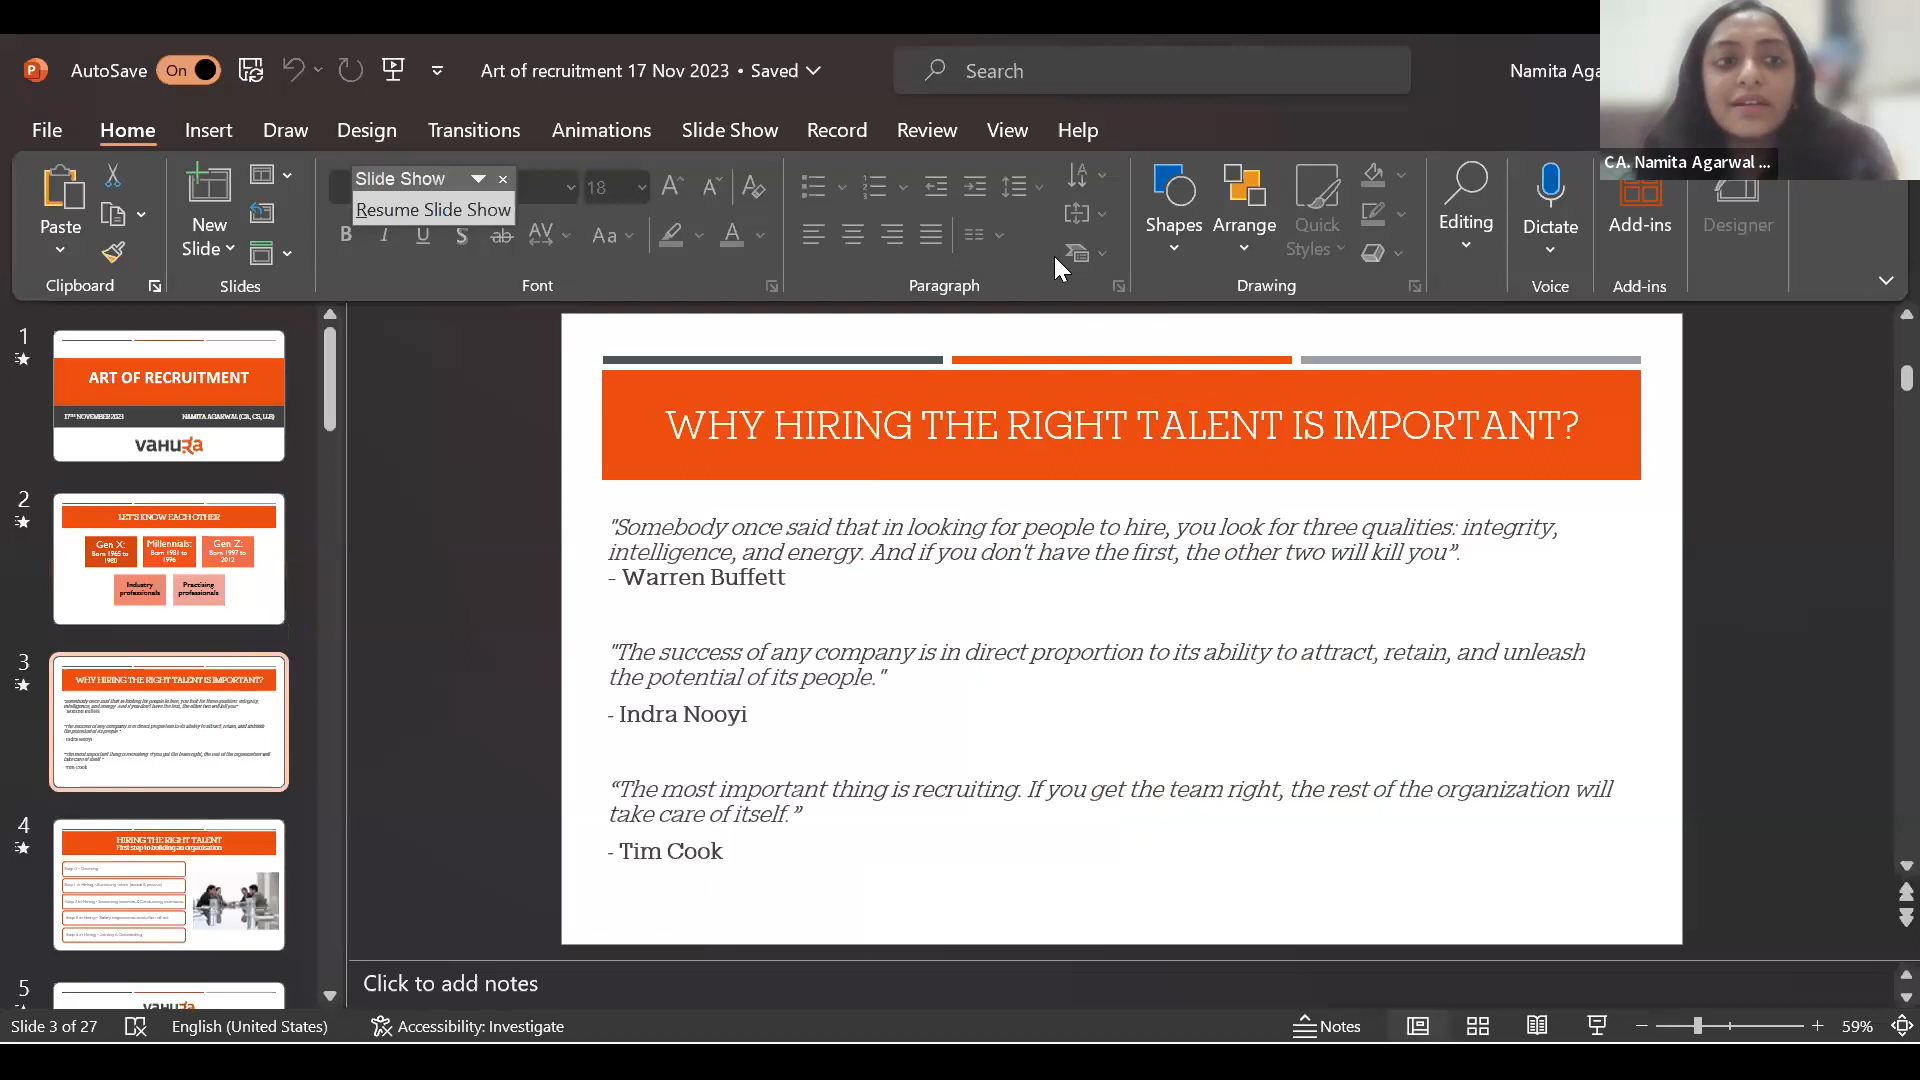 AutoSave On
Art of recruitment 17 Nov 2023 • Saved
Search
Namita Aga
CA. Namita Agarwal ...
File Home Insert Draw Design Transitions Animations Slide Show Record Review View Help
Slide Show
Resume Slide Show
Paste
New
Slide
18
Shapes
Arrange
Quick
Styles
Editing
Dictate
Add-ins
Designer
Clipboard
Slides
Font
Paragraph
Drawing
Voice
Add-ins
1
ART OF RECRUITMENT
17TH NOVEMBER 2023 NAMITA AGARWAL (CA, CS, LLB)
VAHURA
2
LET'S KNOW EACH OTHER
Gen X:
Born 1965 to
1980
Millennials:
Born 1981 to
1996
Gen Z:
Born 1997 to
2012
Industry
professionals
Practising
professionals
3
WHY HIRING THE RIGHT TALENT IS IMPORTANT?
4
HIRING THE RIGHT TALENT
First step to building an organisation
5
VAHURA
WHY HIRING THE RIGHT TALENT IS IMPORTANT?
"Somebody once said that in looking for people to hire, you look for three qualities: integrity,
intelligence, and energy. And if you don't have the first, the other two will kill you”.
- Warren Buffett
"The success of any company is in direct proportion to its ability to attract, retain, and unleash
the potential of its people."
- Indra Nooyi
“The most important thing is recruiting. If you get the team right, the rest of the organization will
take care of itself.”
- Tim Cook
Click to add notes
Slide 3 of 27
English (United States)
Accessibility: Investigate
Notes
59%